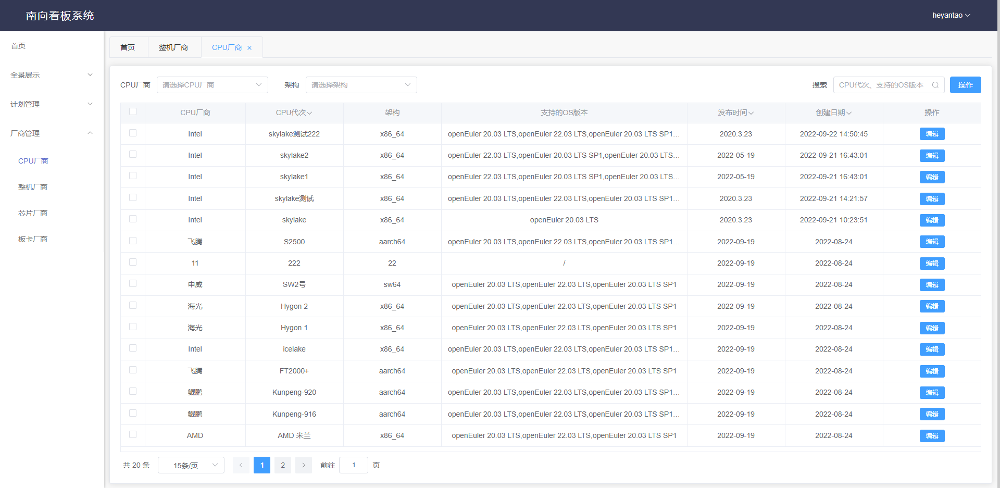 南向看板系统
heyantao
首页
全景展示
计划管理
厂商管理
CPU厂商
整机厂商
芯片厂商
板卡厂商
首页 整机厂商 CPU厂商
CPU厂商 请选择CPU厂商 架构 请选择架构 搜索 CPU代次、支持的OS版本 操作
CPU厂商 CPU代次 架构 支持的OS版本 发布时间 创建日期 操作
Intel skylake测试222 x86_64 openEuler 20.03 LTS,openEuler 22.03 LTS,openEuler 20.03 LTS SP1... 2020.3.23 2022-09-22 14:50:45 编辑
Intel skylake2 x86_64 openEuler 22.03 LTS,openEuler 20.03 LTS SP1,openEuler 20.03 LTS... 2022-05-19 2022-09-21 16:43:01 编辑
Intel skylake1 x86_64 openEuler 22.03 LTS,openEuler 20.03 LTS SP1,openEuler 20.03 LTS... 2022-05-19 2022-09-21 16:43:01 编辑
Intel skylake测试 x86_64 openEuler 20.03 LTS,openEuler 22.03 LTS,openEuler 20.03 LTS SP1... 2020.3.23 2022-09-21 14:21:57 编辑
Intel skylake x86_64 openEuler 20.03 LTS 2020.3.23 2022-09-21 10:23:51 编辑
飞腾 S2500 aarch64 openEuler 20.03 LTS,openEuler 22.03 LTS,openEuler 20.03 LTS SP1... 2022-09-19 2022-08-24 编辑
11 222 22 / 2022-09-19 2022-08-24 编辑
申威 SW2号 sw64 openEuler 20.03 LTS,openEuler 22.03 LTS,openEuler 20.03 LTS SP1 2022-09-19 2022-08-24 编辑
海光 Hygon 2 x86_64 openEuler 20.03 LTS,openEuler 22.03 LTS,openEuler 20.03 LTS SP1 2022-09-19 2022-08-24 编辑
海光 Hygon 1 x86_64 openEuler 20.03 LTS,openEuler 22.03 LTS,openEuler 20.03 LTS SP1 2022-09-19 2022-08-24 编辑
Intel icelake x86_64 openEuler 20.03 LTS,openEuler 22.03 LTS,openEuler 20.03 LTS SP1... 2022-09-19 2022-08-24 编辑
飞腾 FT2000+ aarch64 openEuler 20.03 LTS,openEuler 22.03 LTS,openEuler 20.03 LTS SP1 2022-09-19 2022-08-24 编辑
鲲鹏 Kunpeng-920 aarch64 openEuler 20.03 LTS,openEuler 22.03 LTS,openEuler 20.03 LTS SP1... 2022-09-19 2022-08-24 编辑
鲲鹏 Kunpeng-916 aarch64 openEuler 20.03 LTS,openEuler 22.03 LTS,openEuler 20.03 LTS SP1... 2022-09-19 2022-08-24 编辑
AMD AMD 米兰 x86_64 openEuler 20.03 LTS,openEuler 22.03 LTS,openEuler 20.03 LTS SP1 2022-09-19 2022-08-24 编辑
共 20 条 15条/页 1 2 前往 1 页